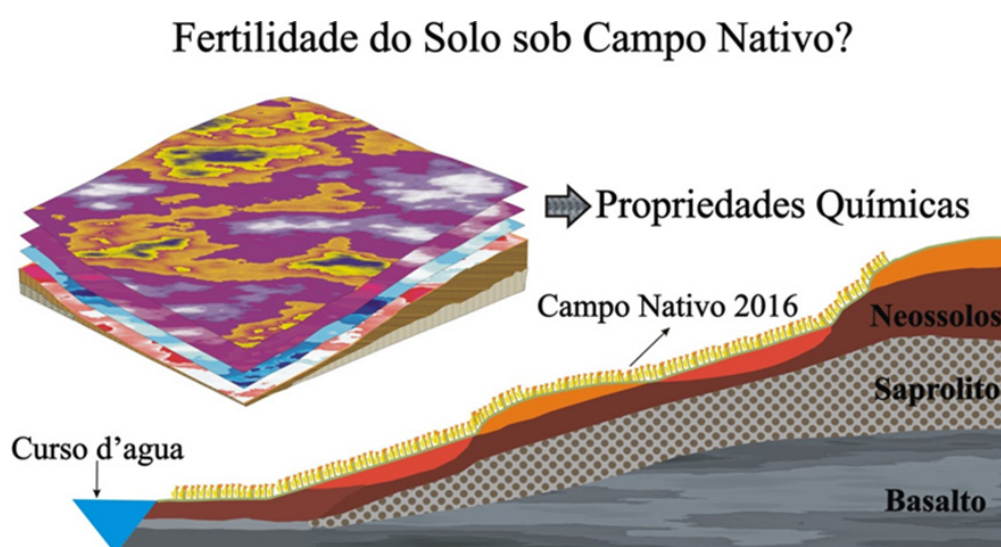 Fertilidade do Solo sob Campo Nativo?
Propriedades Químicas
Campo Nativo 2016
Neossolos
Saprolito
Curso d'agua
Basalto